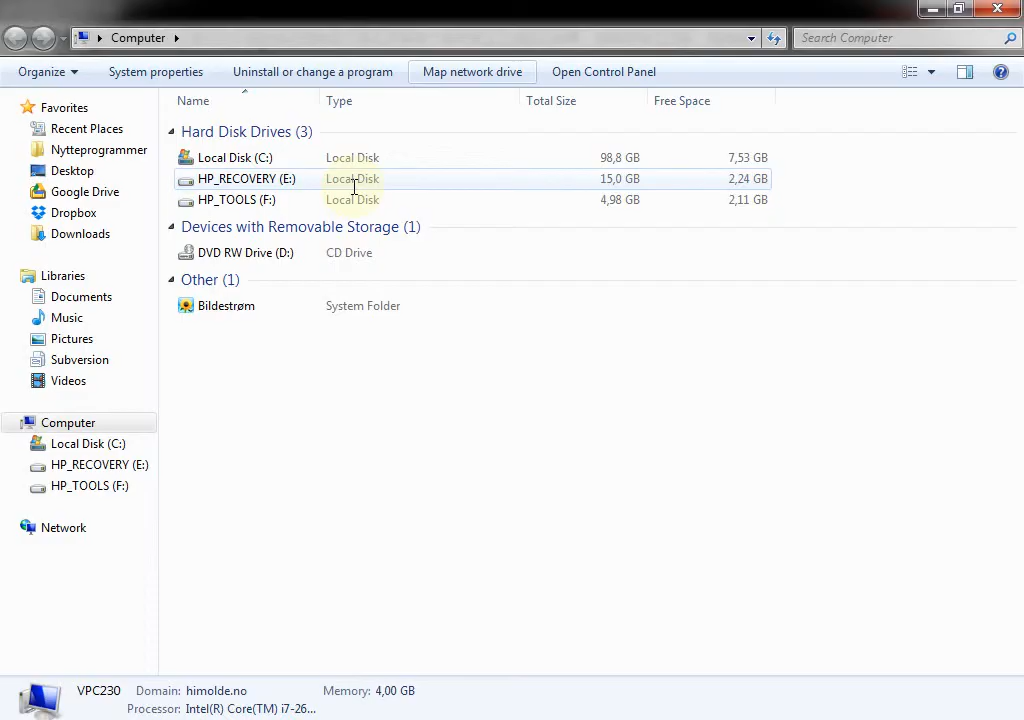 Computer
Search Computer
Organize System properties Uninstall or change a program Map network drive Open Control Panel
Favorites
Recent Places
Nytteprogrammer
Desktop
Google Drive
Dropbox
Downloads
Libraries
Documents
Music
Pictures
Subversion
Videos
Computer
Local Disk (C:)
HP_RECOVERY (E:)
HP_TOOLS (F:)
Network
Name Type Total Size Free Space
Hard Disk Drives (3)
Local Disk (C:) Local Disk 98,8 GB 7,53 GB
HP_RECOVERY (E:) Local Disk 15,0 GB 2,24 GB
HP_TOOLS (F:) Local Disk 4,98 GB 2,11 GB
Devices with Removable Storage (1)
DVD RW Drive (D:) CD Drive
Other (1)
Bildestrøm System Folder
VPC230 Domain: himolde.no Memory: 4,00 GB
Processor: Intel(R) Core(TM) i7-26...